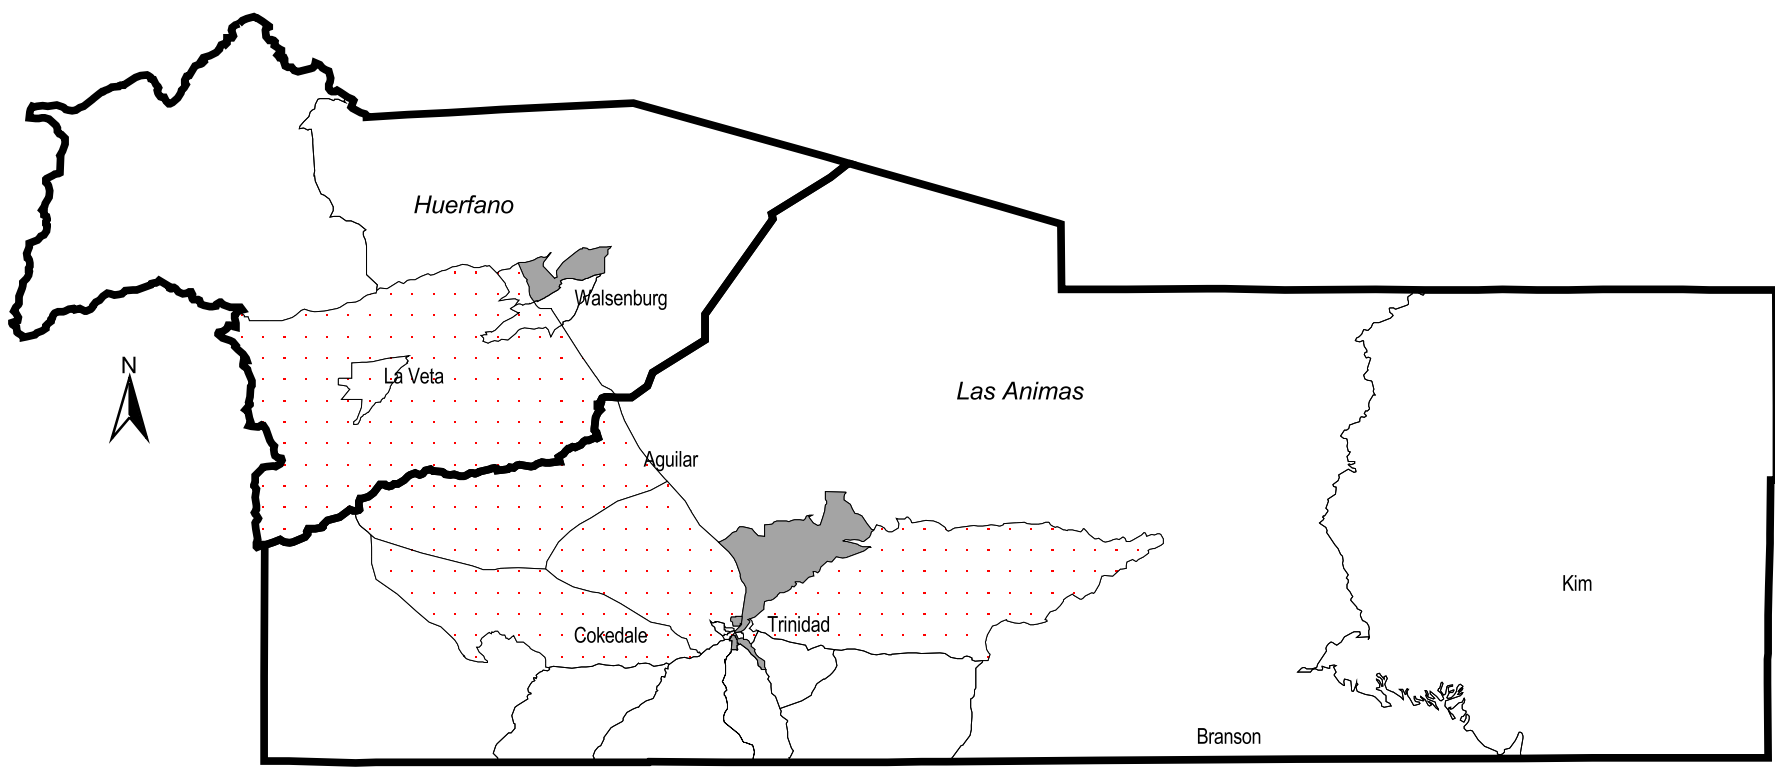 Huerfano
Walsenburg
N
La Veta
Las Animas
Aguilar
Kim
Trinidad
Cokedale
Branson